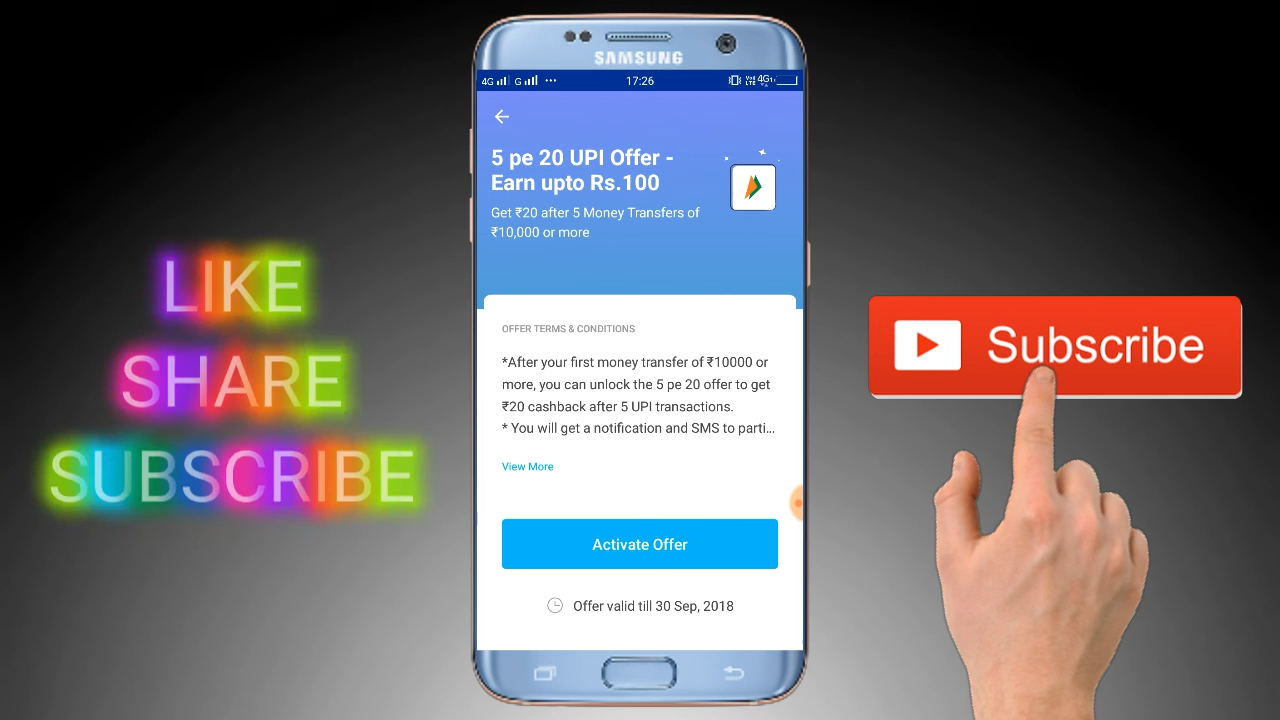 SAMSUNG
4G G ... 17:26 4G
5 pe 20 UPI Offer -
Earn upto Rs.100
Get ₹20 after 5 Money Transfers of
₹10,000 or more
OFFER TERMS & CONDITIONS
*After your first money transfer of ₹10000 or
more, you can unlock the 5 pe 20 offer to get
₹20 cashback after 5 UPI transactions.
* You will get a notification and SMS to parti...
View More
Activate Offer
Offer valid till 30 Sep, 2018
LIKE
SHARE
SUBSCRIBE
Subscribe